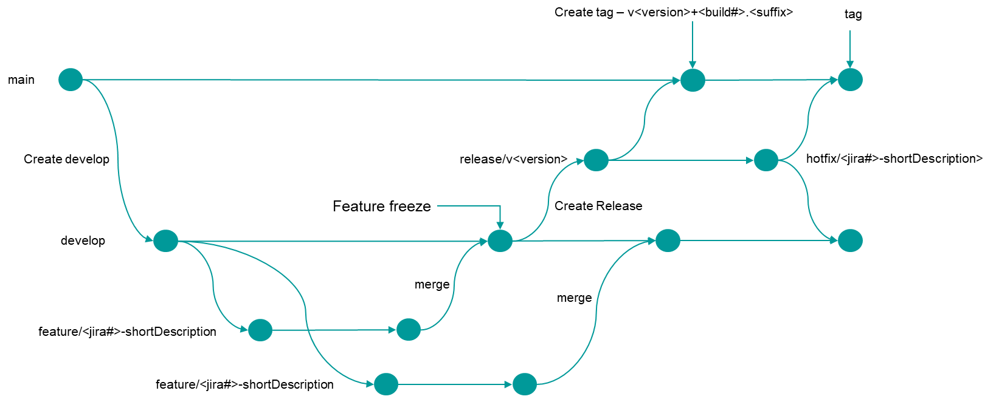 Create tag – v<version>+<build#>.<suffix>
tag
main
Create develop
release/v<version>
hotfix/<jira#>-shortDescription>
Feature freeze
Create Release
develop
merge
merge
feature/<jira#>-shortDescription
feature/<jira#>-shortDescription